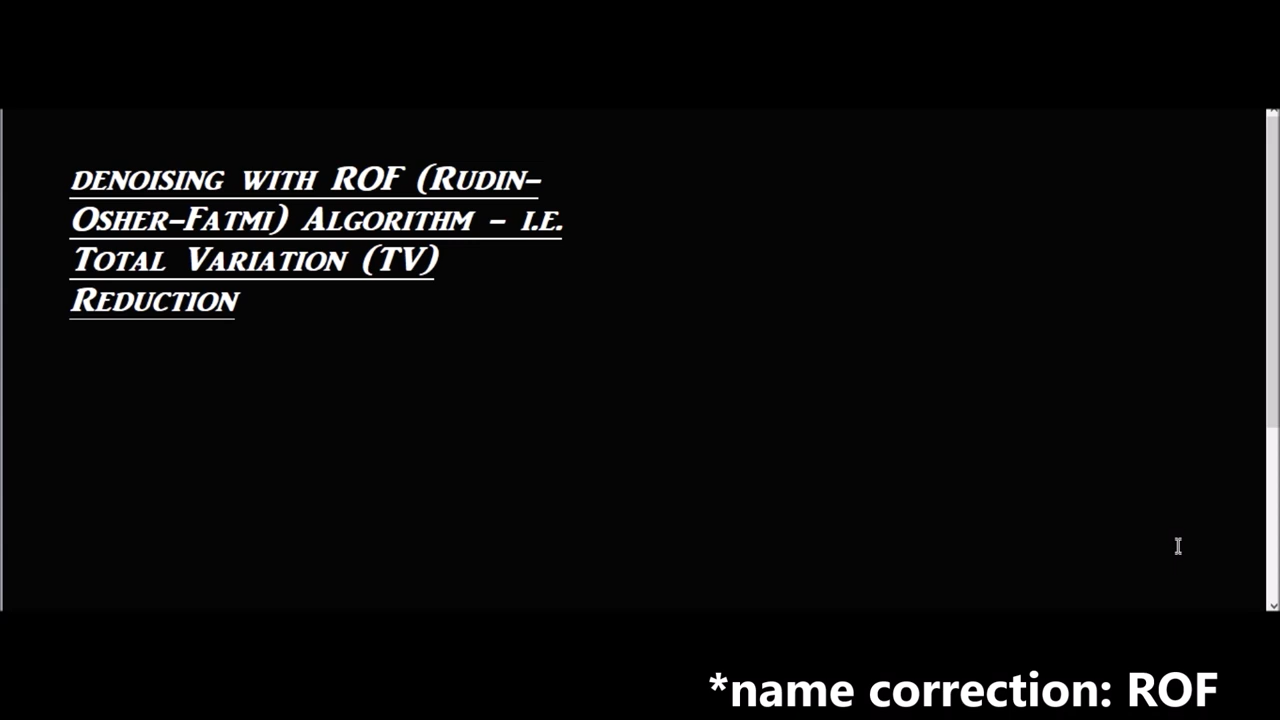 DENOISING WITH ROF (RUDIN-
OSHER-FATMI) ALGORITHM - I.E.
TOTAL VARIATION (TV)
REDUCTION
*name correction: ROF